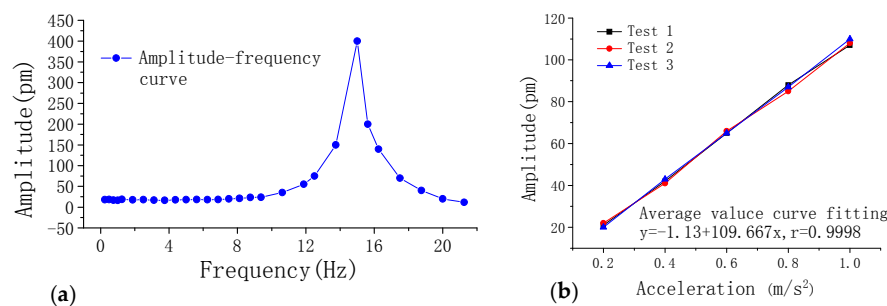 450
400
350
300
250
200
150
100
50
0
-50
Amplitude(pm)
Amplitude-frequency
curve
0
4
8
12
16
20
Frequency(Hz)
(a)
120
100
80
60
40
20
Amplitude(pm)
Test 1
Test 2
Test 3
Average valuce curve fitting
y=-1.13+109.667x,r=0.9998
0.2
0.4
0.6
0.8
1.0
Acceleration (m/s²)
(b)